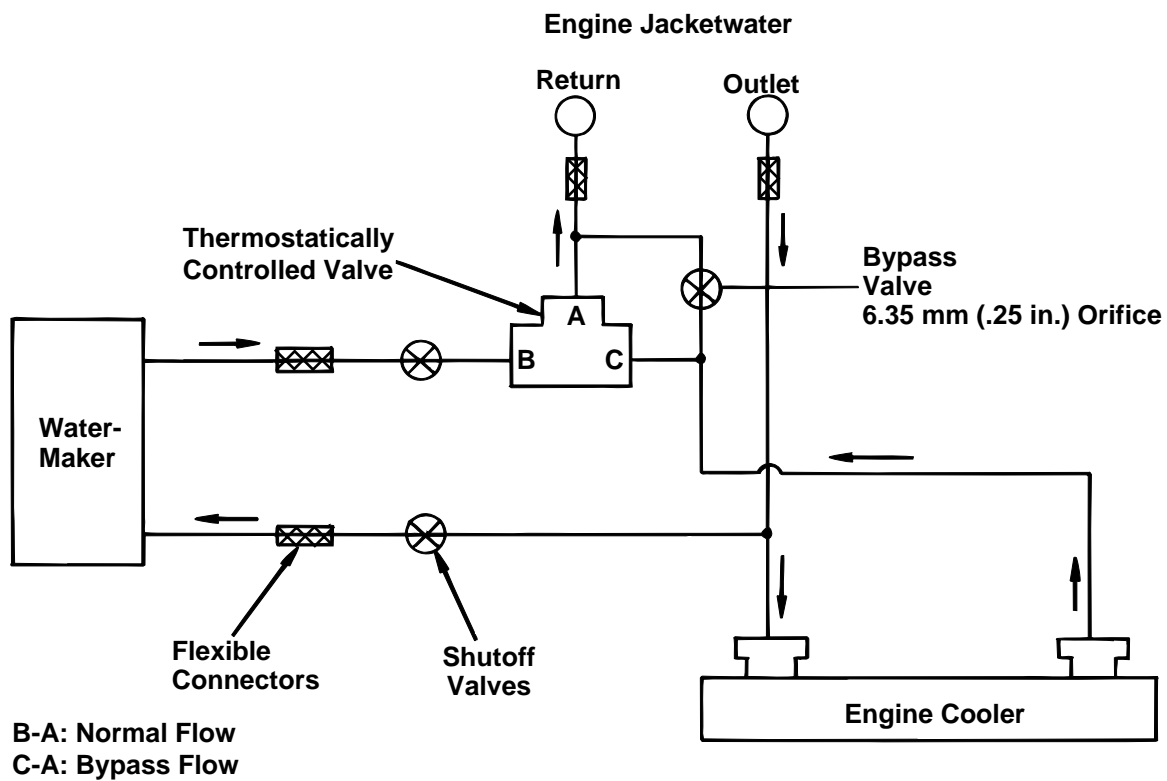 Engine Jacketwater
Return
Outlet
Thermostatically
Controlled Valve
Bypass
Valve
6.35 mm (.25 in.) Orifice
A
B
C
Water-
Maker
Flexible
Connectors
Shutoff
Valves
Engine Cooler
B-A: Normal Flow
C-A: Bypass Flow